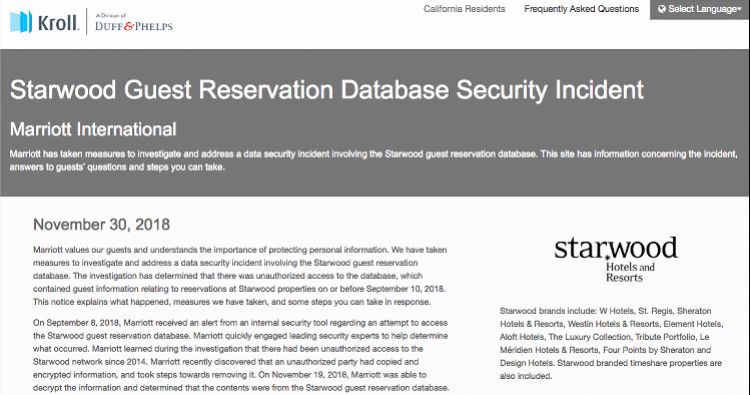 Kroll
A Division of
DUFF&PHELPS
California Residents
Frequently Asked Questions
Select Language
Starwood Guest Reservation Database Security Incident
Marriott International
Marriott has taken measures to investigate and address a data security incident involving the Starwood guest reservation database. This site has information concerning the incident,
answers to guests' questions and steps you can take.
November 30, 2018
Marriott values our guests and understands the importance of protecting personal information. We have taken
measures to investigate and address a data security incident involving the Starwood guest reservation
database. The investigation has determined that there was unauthorized access to the database, which
contained guest information relating to reservations at Starwood properties on or before September 10, 2018.
This notice explains what happened, measures we have taken, and some steps you can take in response.
On September 8, 2018, Marriott received an alert from an internal security tool regarding an attempt to access
the Starwood guest reservation database. Marriott quickly engaged leading security experts to help determine
what occurred. Marriott learned during the investigation that there had been unauthorized access to the
Starwood network since 2014. Marriott recently discovered that an unauthorized party had copied and
encrypted information, and took steps towards removing it. On November 19, 2018, Marriott was able to
decrypt the information and determined that the contents were from the Starwood guest reservation database.
starwood
Hotels and
Resorts
Starwood brands include: W Hotels, St. Regis, Sheraton
Hotels & Resorts, Westin Hotels & Resorts, Element Hotels,
Aloft Hotels, The Luxury Collection, Tribute Portfolio, Le
Méridien Hotels & Resorts, Four Points by Sheraton and
Design Hotels. Starwood branded timeshare properties are
also included.